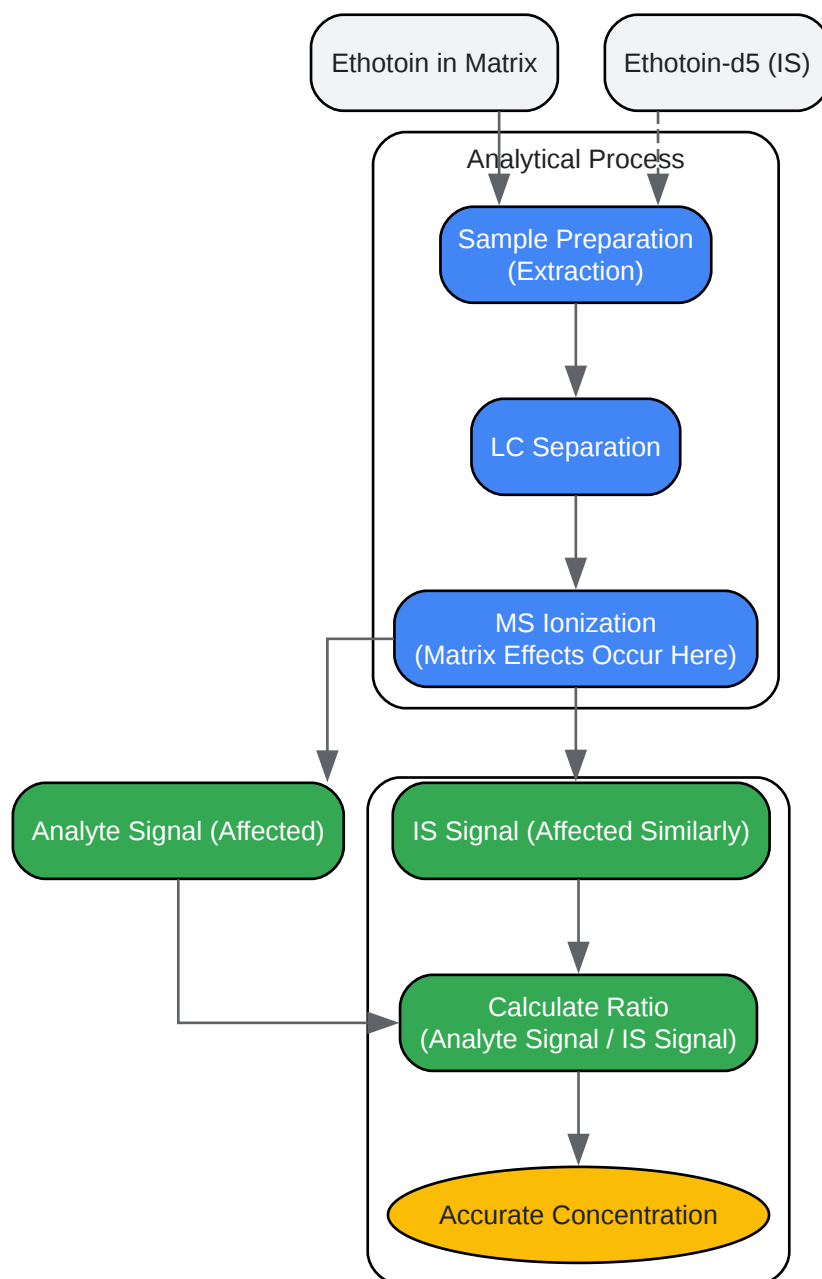 Ethotoin in Matrix
Ethotoin-d5 (IS)
Analytical Process
Sample Preparation
(Extraction)
LC Separation
MS Ionization
(Matrix Effects Occur Here)
Analyte Signal (Affected)
IS Signal (Affected Similarly)
Calculate Ratio
(Analyte Signal / IS Signal)
Accurate Concentration